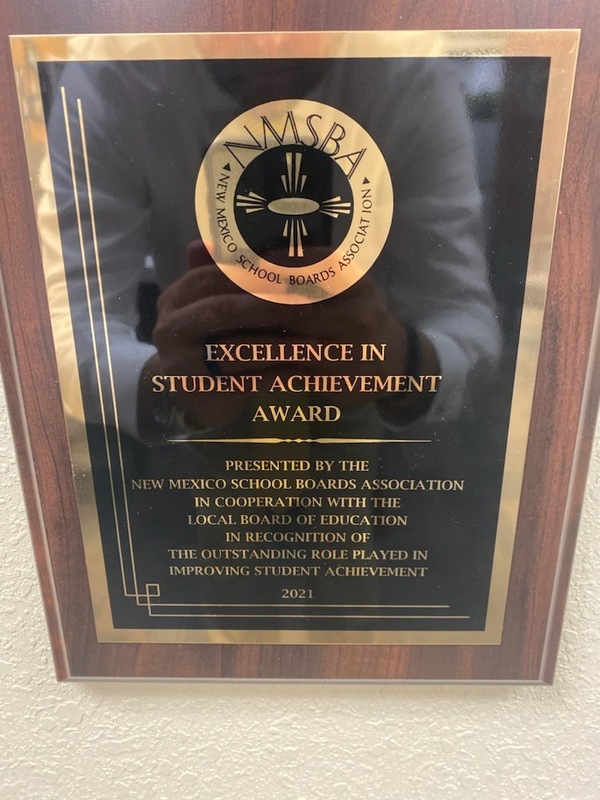 NMSBA
NEW MEXICO SCHOOL BOARDS ASSOCIATION
EXCELLENCE IN
STUDENT ACHIEVEMENT
AWARD
PRESENTED BY THE
NEW MEXICO SCHOOL BOARDS ASSOCIATION
IN COOPERATION WITH THE
LOCAL BOARD OF EDUCATION
IN RECOGNITION OF
THE OUTSTANDING ROLE PLAYED IN
IMPROVING STUDENT ACHIEVEMENT
2021